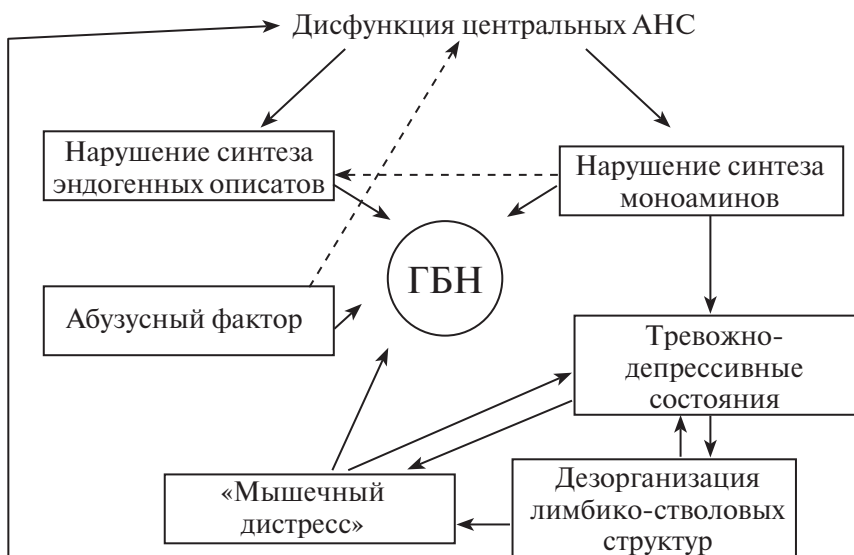 Дисфункция центральных АНС
Нарушение синтеза
эндогенных описатов
Нарушение синтеза
моноаминов
ГБН
Абузусный фактор
Тревожно-
депрессивные
состояния
«Мышечный
дистресс»
Дезорганизация
лимбико-стволовых
структур